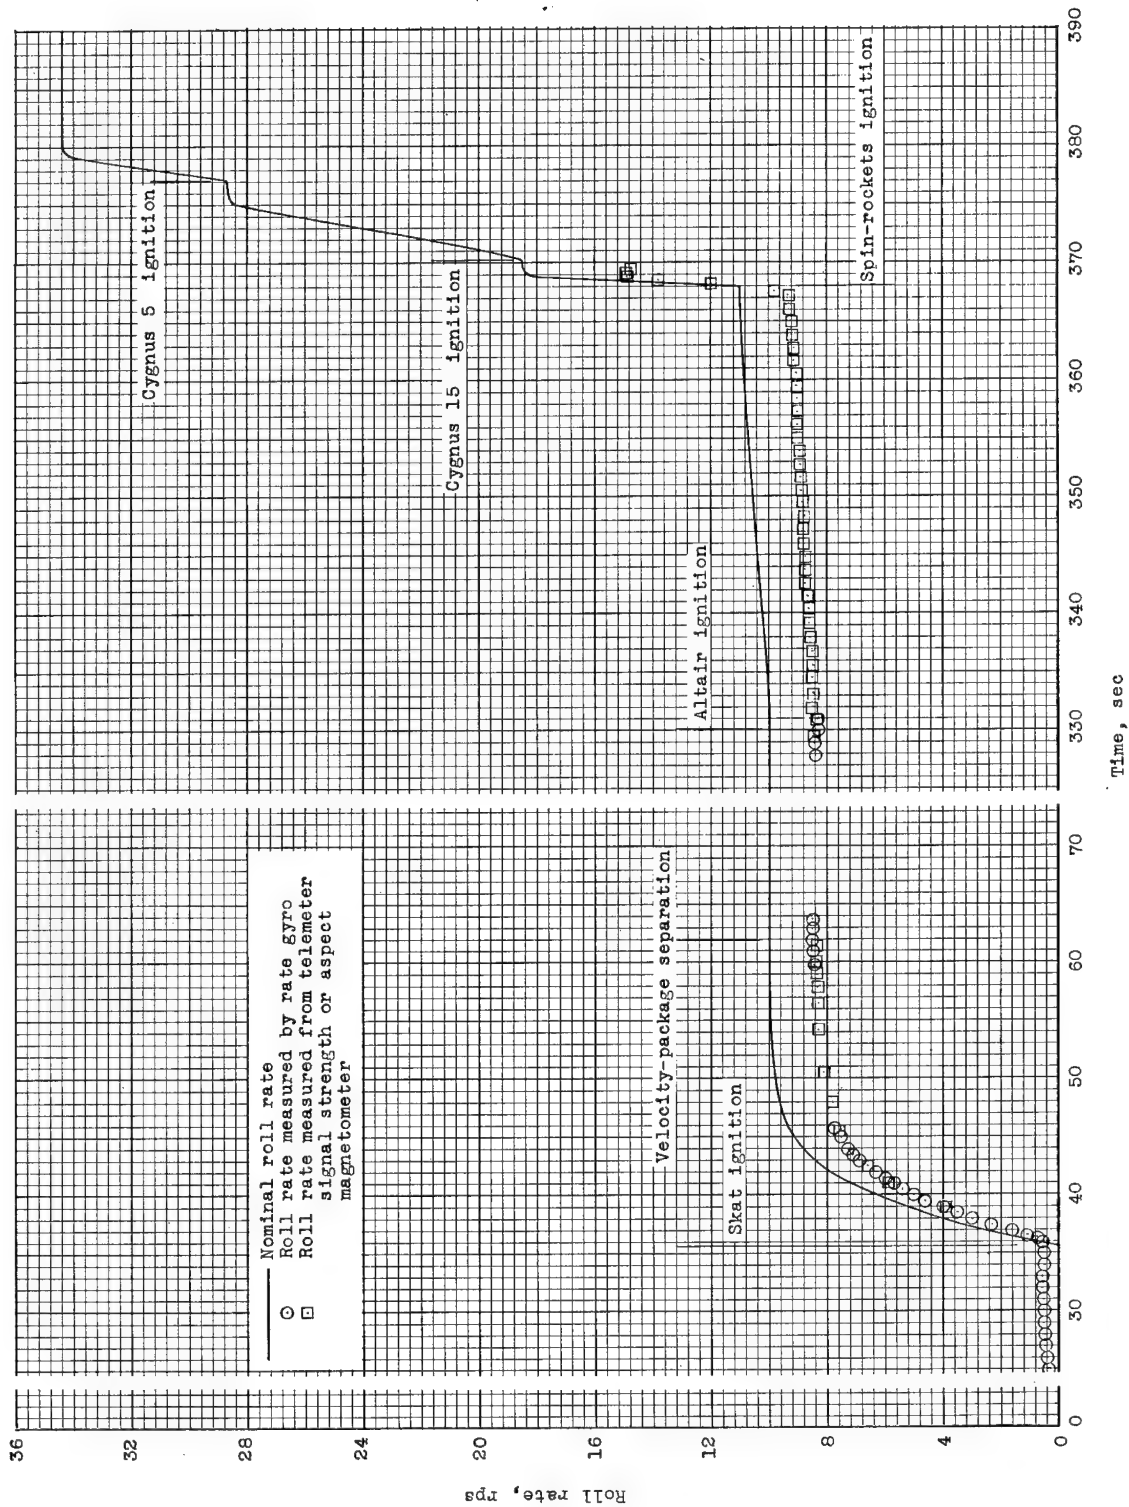 Roll rate, rps
36
32
28
24
20
16
12
8
4
0
Nominal roll rate
Roll rate measured by rate gyro
Roll rate measured from telemeter
signal strength or aspect
magnetometer
Skat ignition
Velocity-package separation
Altair ignition
Cygnus 15 ignition
Cygnus 5 ignition
Spin-rockets ignition
0
30
40
50
60
70
330
340
350
360
370
380
390
Time, sec